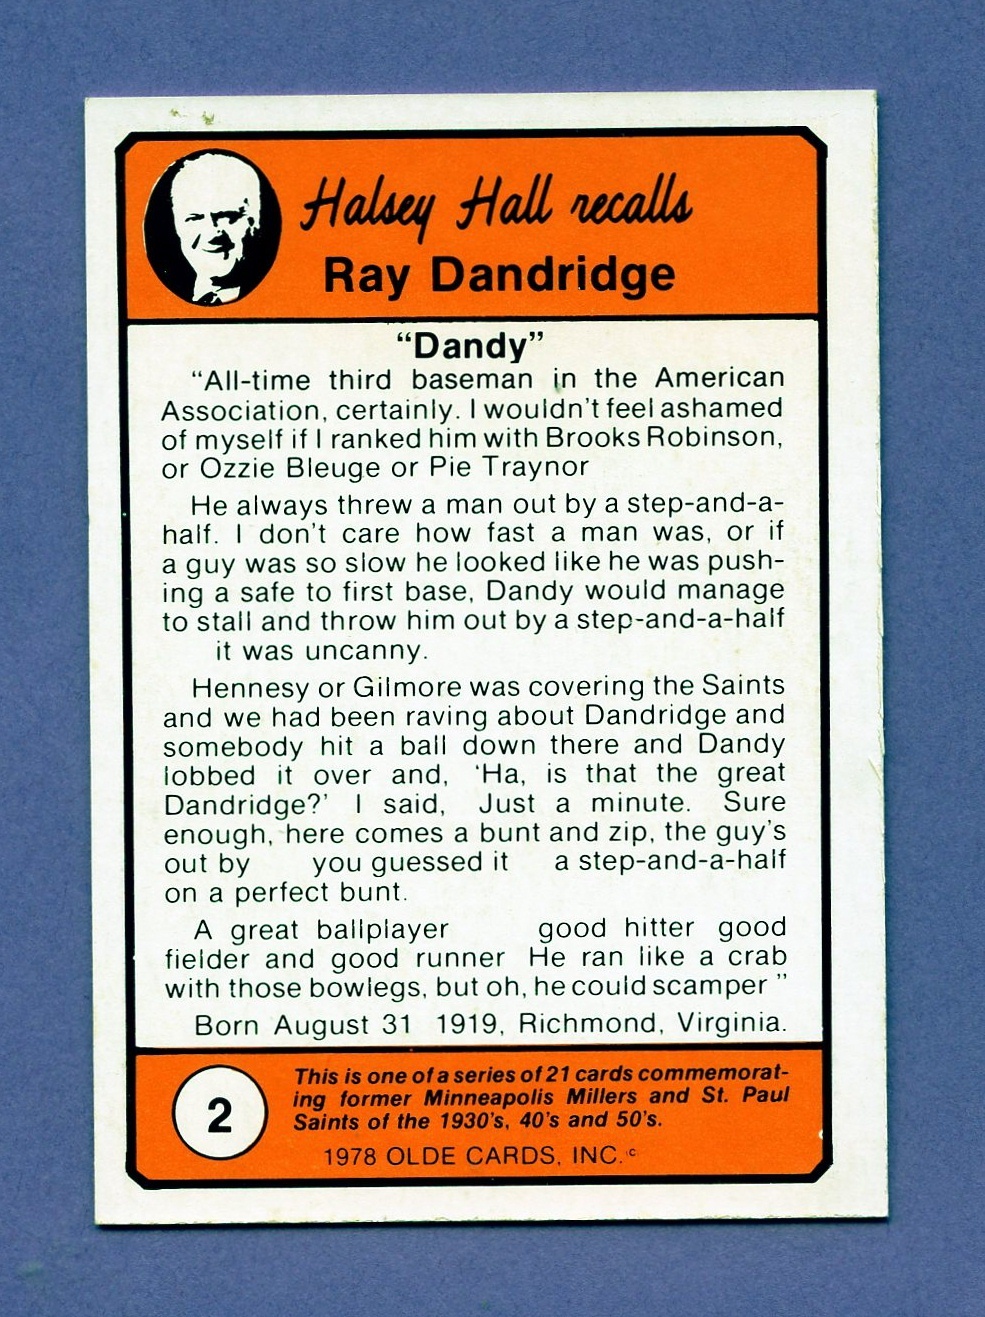 Halsey Hall recalls
Ray Dandridge
“Dandy”
“All-time third baseman in the American
Association, certainly. I wouldn't feel ashamed
of myself if I ranked him with Brooks Robinson,
or Ozzie Bleuge or Pie Traynor
He always threw a man out by a step-and-a-
half. I don't care how fast a man was, or if
a guy was so slow he looked like he was push-
ing a safe to first base, Dandy would manage
to stall and throw him out by a step-and-a-half
it was uncanny.
Hennesy or Gilmore was covering the Saints
and we had been raving about Dandridge and
somebody hit a ball down there and Dandy
lobbed it over and, ‘Ha, is that the great
Dandridge?’ I said, Just a minute. Sure
enough, here comes a bunt and zip, the guy's
out by you guessed it a step-and-a-half
on a perfect bunt.
A great ballplayer good hitter good
fielder and good runner He ran like a crab
with those bowlegs, but oh, he could scamper ”
Born August 31 1919, Richmond, Virginia.
2
This is one of a series of 21 cards commemorat-
ing former Minneapolis Millers and St. Paul
Saints of the 1930's, 40's and 50's.
1978 OLDE CARDS, INC. ©